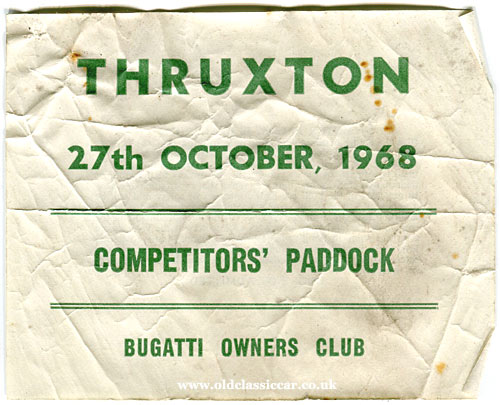 THRUXTON
27th OCTOBER, 1968
COMPETITORS' PADDOCK
BUGATTI OWNERS CLUB
www.oldclassiccar.co.uk